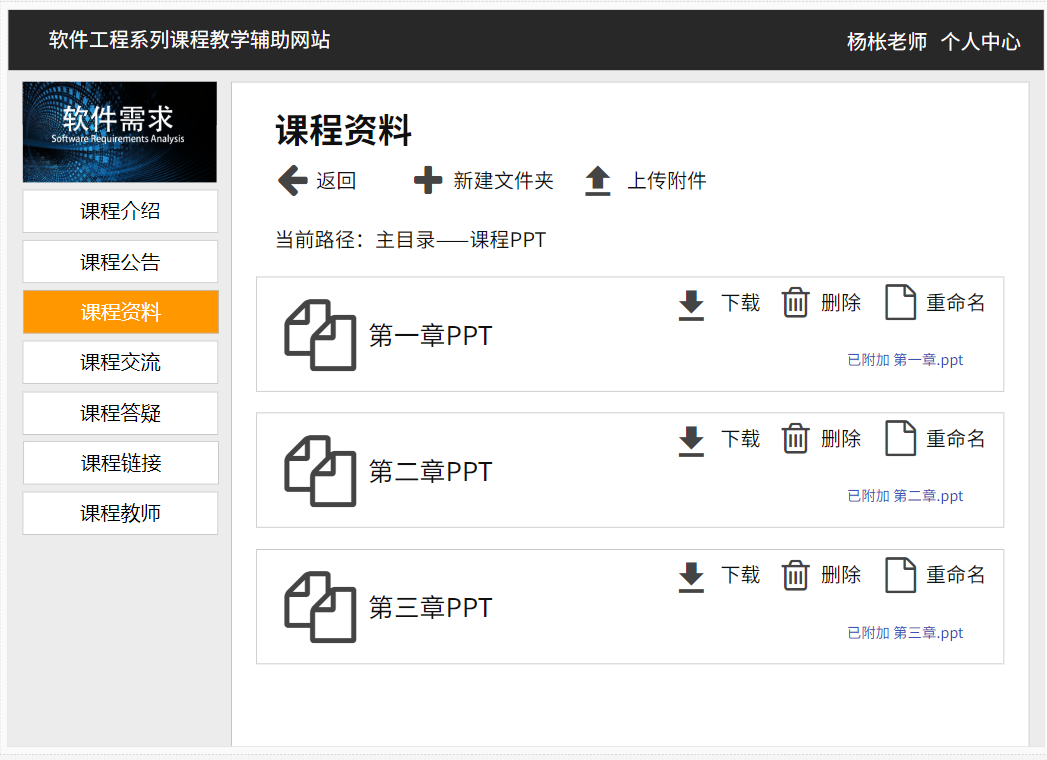 软件工程系列课程教学辅助网站
杨枨老师 个人中心
软件需求
Software Requirements Analysis
课程介绍
课程公告
课程资料
课程交流
课程答疑
课程链接
课程教师
课程资料
返回 新建文件夹 上传附件
当前路径：主目录——课程PPT
第一章PPT
下载 删除 重命名
已附加 第一章.ppt
第二章PPT
下载 删除 重命名
已附加 第二章.ppt
第三章PPT
下载 删除 重命名
已附加 第三章.ppt